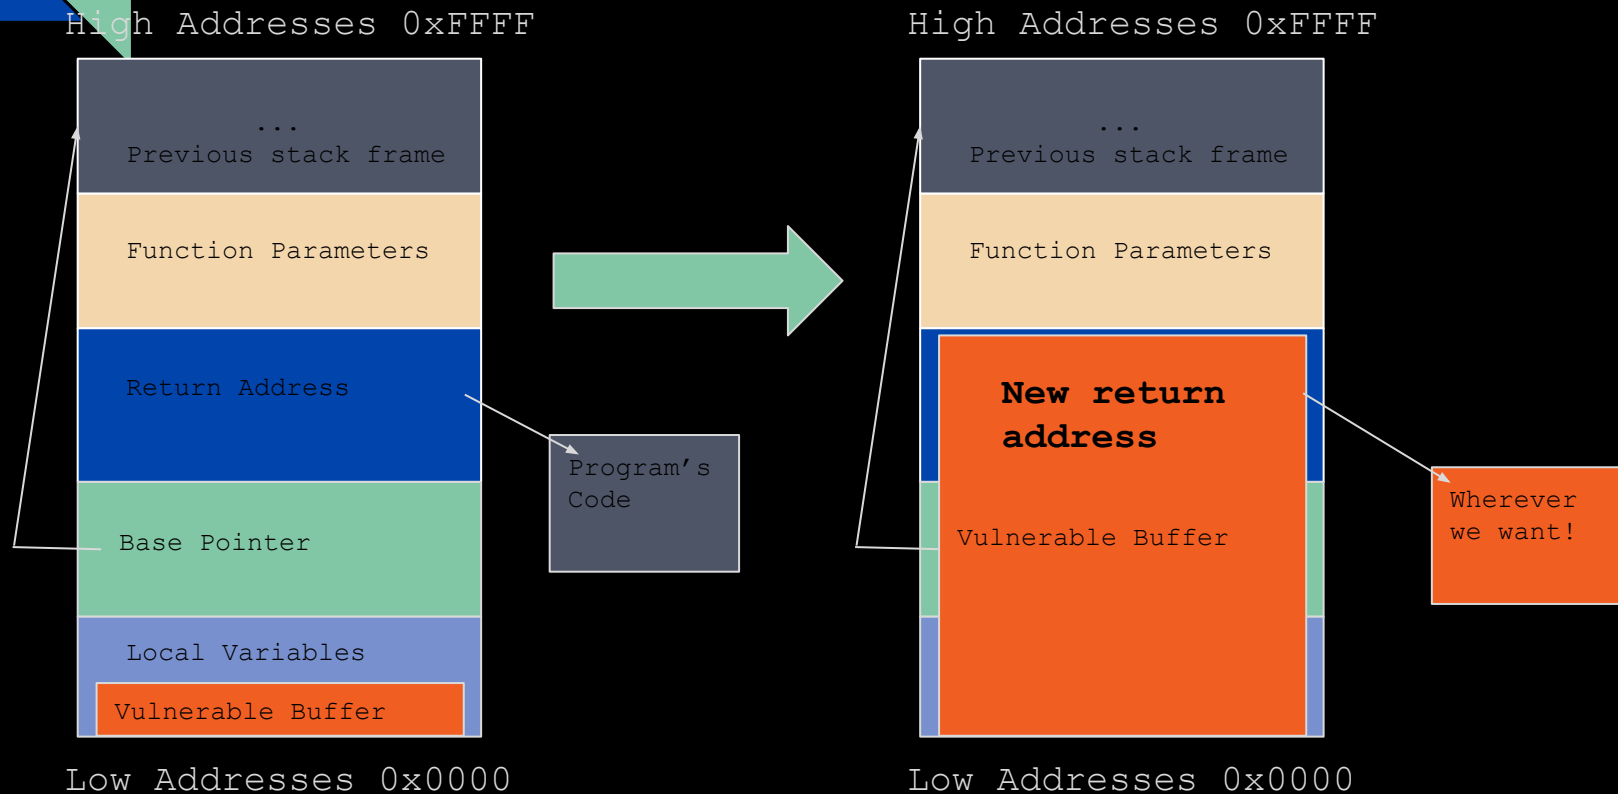 High Addresses 0xFFFF
...
Previous stack frame
Function Parameters
Return Address
Program’s
Code
Base Pointer
Local Variables
Vulnerable Buffer
Low Addresses 0x0000
High Addresses 0xFFFF
...
Previous stack frame
Function Parameters
New return
address
Wherever
we want!
Vulnerable Buffer
Low Addresses 0x0000